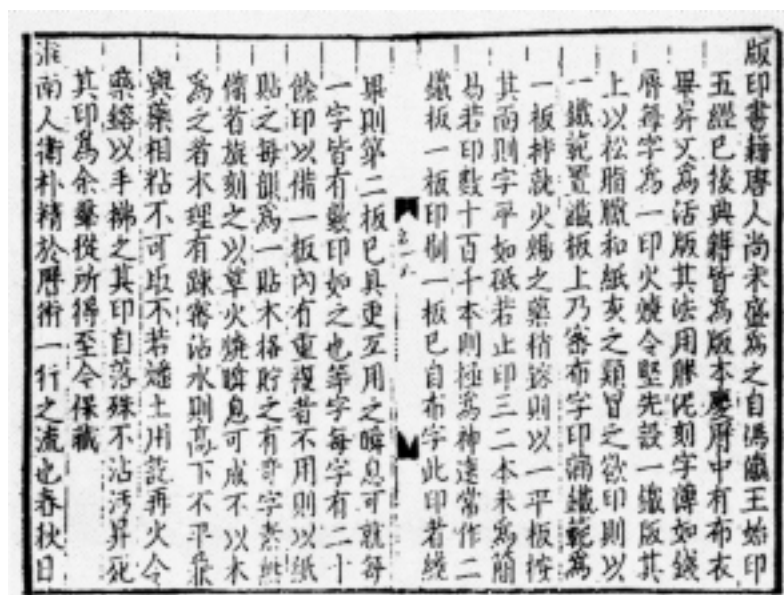 版印書籍唐人尚未盛爲之自馮瀛王始印
五經已後典籍皆爲版本慶曆中有布衣
畢昇又爲活版其法用膠泥刻字薄如錢
脣每字爲一印火燒令堅先設一鐵版其
上以松脂臘和紙灰之類冒之欲印則以
一鐵範置鐵板上乃密布字印滿鐵範爲
一板持就火煬之藥稍鎔則以一平板按
其面則字平如砥若止印三二本未爲簡
易若印數十百千本則極爲神速常作二
鐵板一板印刷一板已自布字此印者纔
畢則第二板已具更互用之瞬息可就每
一字皆有數印如之也等字每字有二十
餘印以備一板內有重複者不用則以紙
貼之每韻爲一貼木格貯之有奇字素無
備者旋刻之以草火燒瞬息可成不以木
爲之者木理有踈密沾水則高下不平兼
與藥相粘不可取不若燔土用訖再火令
藥鎔以手拂之其印自落殊不沾汚昇死
其印爲余羣從所得至今保藏
淮南人衛朴精於曆術一行之流也春秋日